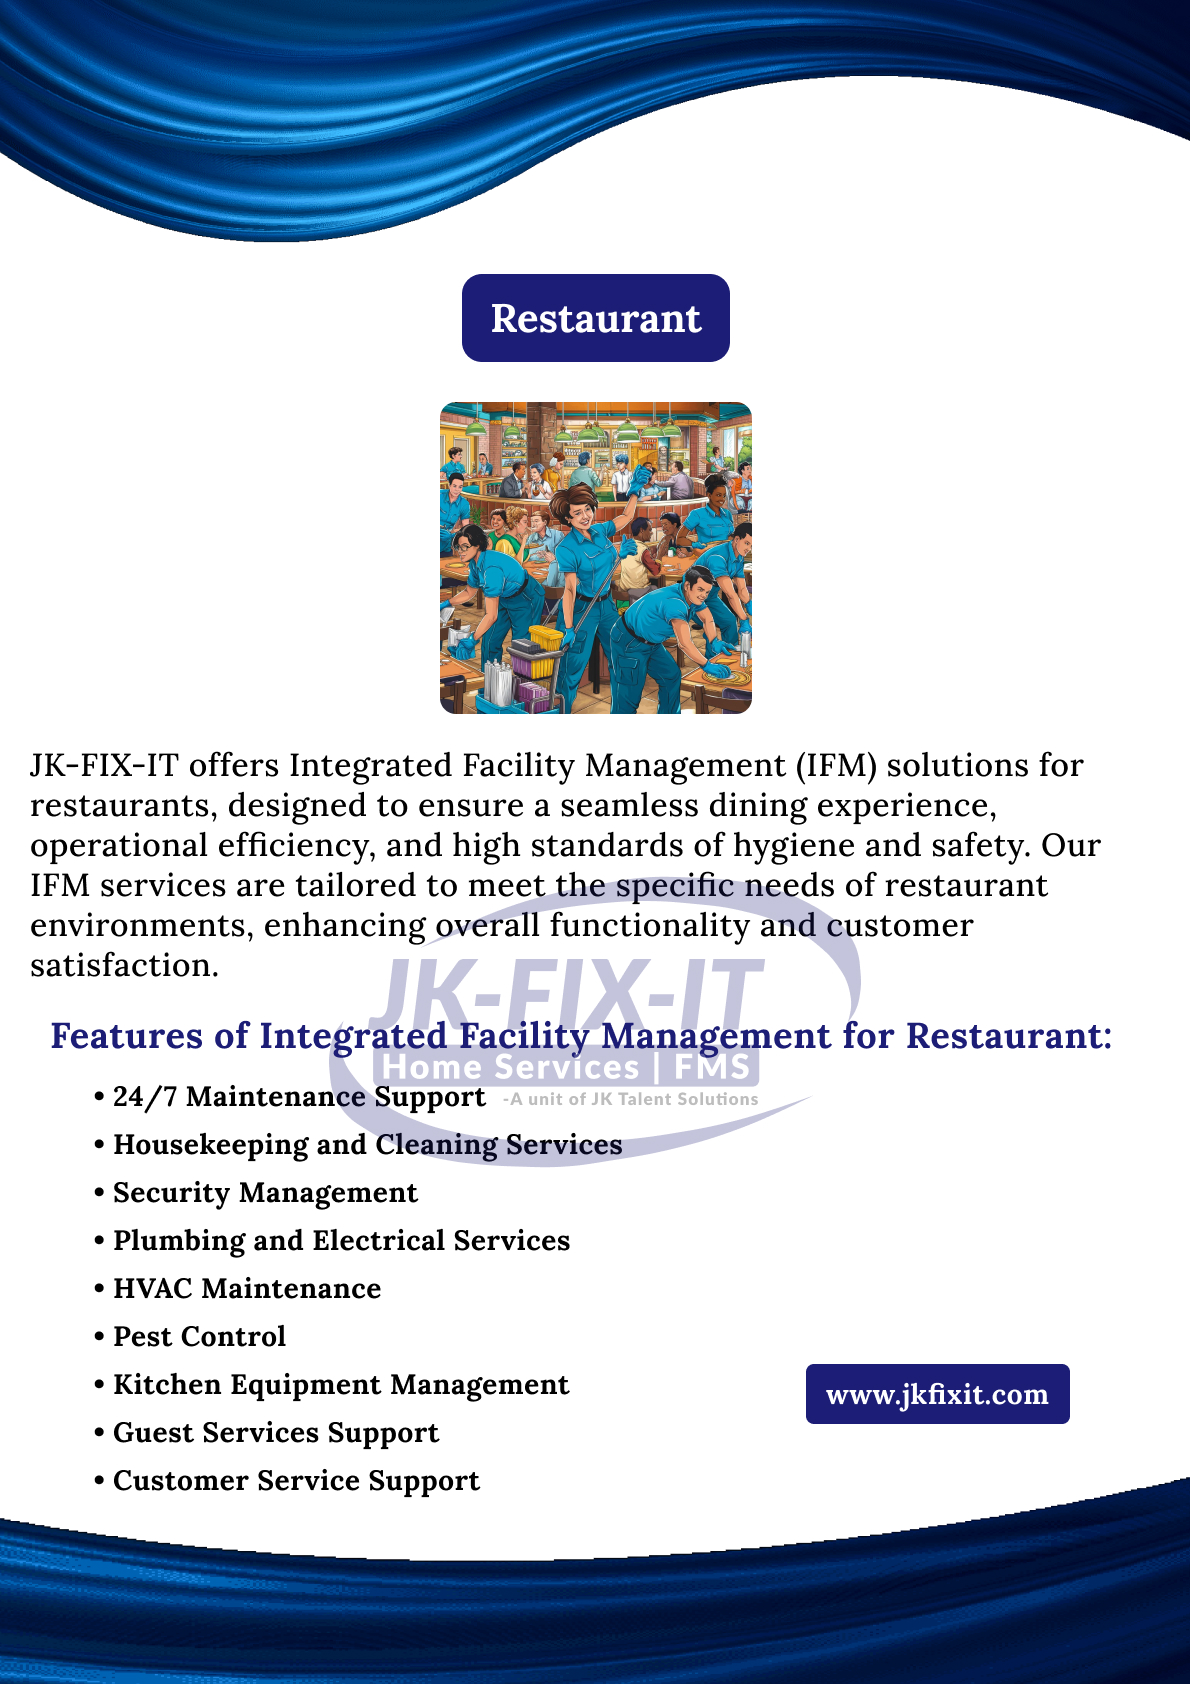 Restaurant
JK-FIX-IT offers Integrated Facility Management (IFM) solutions for
restaurants, designed to ensure a seamless dining experience,
operational efficiency, and high standards of hygiene and safety. Our
IFM services are tailored to meet the specific needs of restaurant
environments, enhancing overall functionality and customer
satisfaction.
JK-FIX-IT
Features of Integrated Facility Management for Restaurant:
Home Services | FMS
• 24/7 Maintenance Support
-A unit of JK Talent Solutions
• Housekeeping and Cleaning Services
• Security Management
• Plumbing and Electrical Services
• HVAC Maintenance
• Pest Control
• Kitchen Equipment Management
www.jkfixit.com
• Guest Services Support
• Customer Service Support